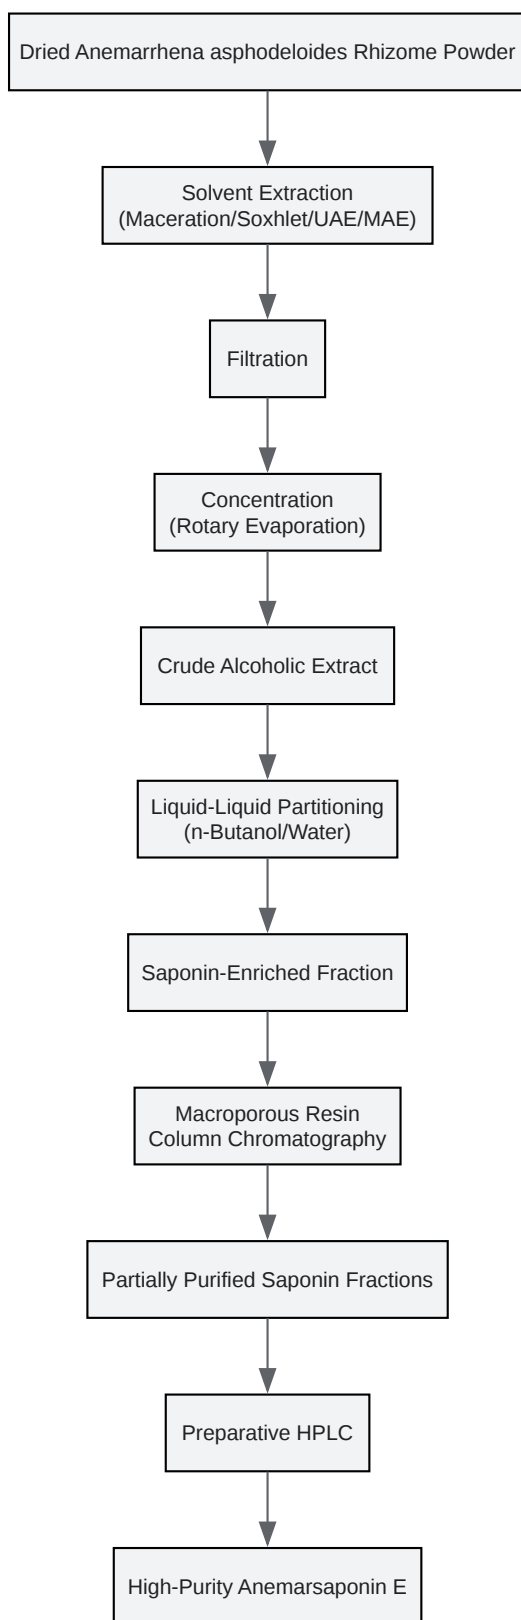 Dried Anemarrhena asphodeloides Rhizome Powder
Solvent Extraction
(Maceration/Soxhlet/UAE/MAE)
Filtration
Concentration
(Rotary Evaporation)
Crude Alcoholic Extract
Liquid-Liquid Partitioning
(n-Butanol/Water)
Saponin-Enriched Fraction
Macroporous Resin
Column Chromatography
Partially Purified Saponin Fractions
Preparative HPLC
High-Purity Anemarsaponin E